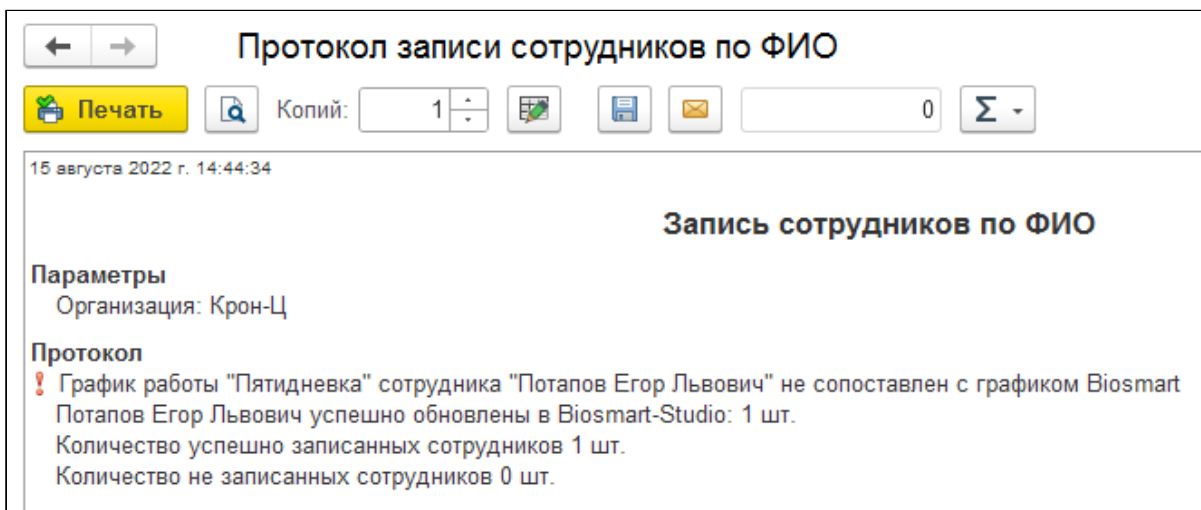 Протокол записи сотрудников по ФИО
Печать Копий: 1 0 Σ
15 августа 2022 г. 14:44:34
Запись сотрудников по ФИО
Параметры
Организация: Крон-Ц
Протокол
! График работы "Пятидневка" сотрудника "Потапов Егор Львович" не сопоставлен с графиком Biosmart
Потапов Егор Львович успешно обновлены в Biosmart-Studio: 1 шт.
Количество успешно записанных сотрудников 1 шт.
Количество не записанных сотрудников 0 шт.